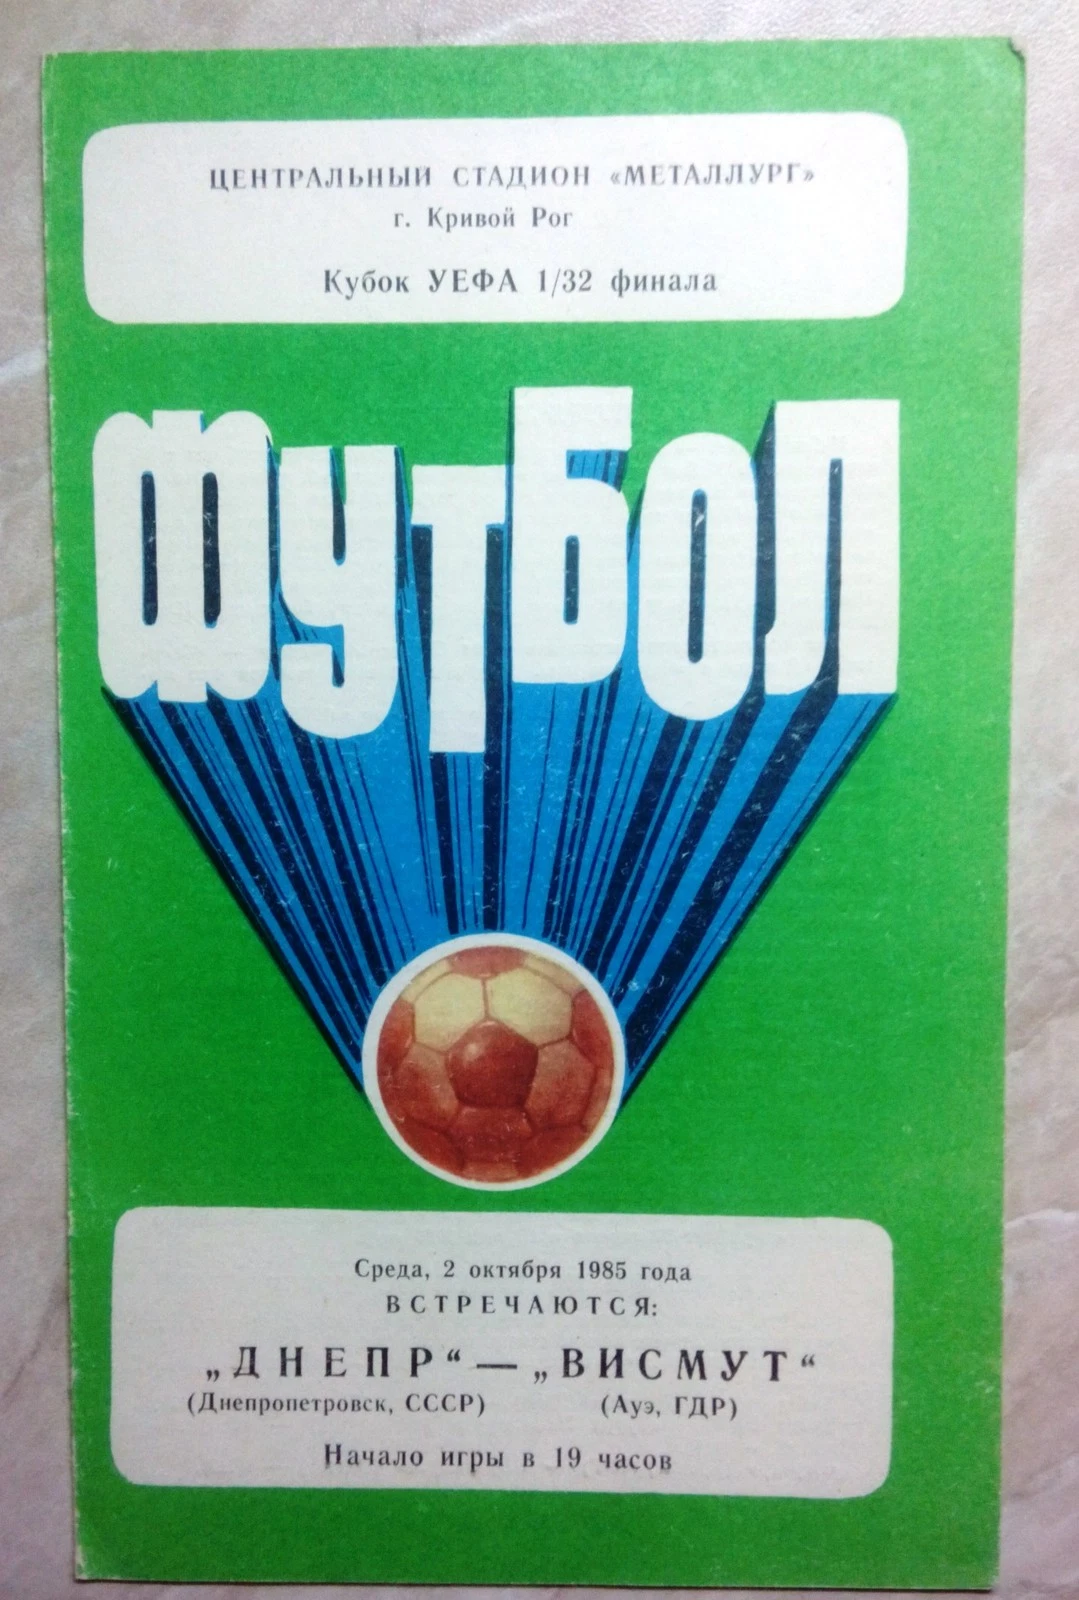 ЦЕНТРАЛЬНЫЙ СТАДИОН «МЕТАЛЛУРГ»
г. Кривой Рог
Кубок УЕФА 1/32 финала
ФУТБОЛ
Среда, 2 октября 1985 года
ВСТРЕЧАЮТСЯ:
„ДНЕПР“ — „ВИСМУТ“
(Днепропетровск, СССР) (Ауэ, ГДР)
Начало игры в 19 часов